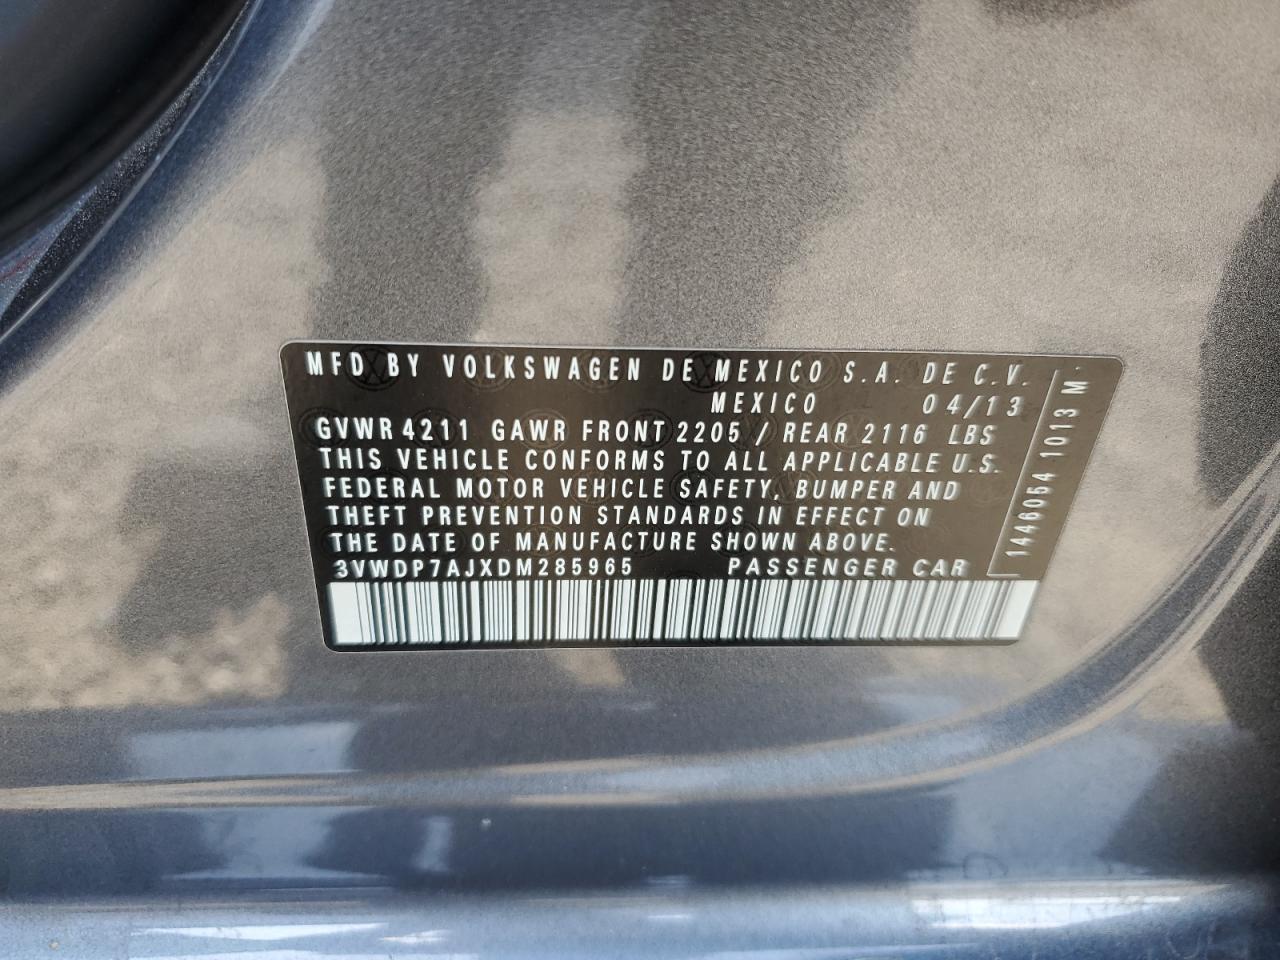 MFD BY VOLKSWAGEN DE MEXICO S.A. DE C.V.
MEXICO 04/13
GVWR 4211 GAWR FRONT 2205 / REAR 2116 LBS
THIS VEHICLE CONFORMS TO ALL APPLICABLE U.S.
FEDERAL MOTOR VEHICLE SAFETY, BUMPER AND
THEFT PREVENTION STANDARDS IN EFFECT ON
THE DATE OF MANUFACTURE SHOWN ABOVE.
3VWDP7AJXDM285965 PASSENGER CAR
1446054 1013 M